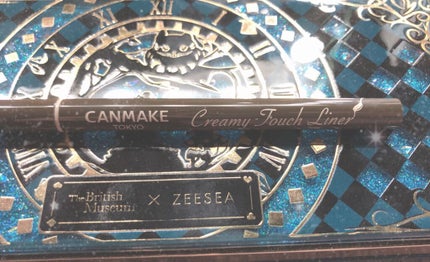 CANMAKE
TOKYO
Creamy Touch Liner
The British
Museum
X ZEESEA